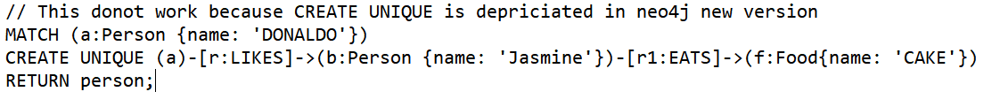 // This donot work because CREATE UNIQUE is depriciated in neo4j new version
MATCH (a:Person {name: 'DONALDO'})
CREATE UNIQUE (a)-[r:LIKES]->(b:Person {name: 'Jasmine'})-[r1:EATS]->(f:Food{name: 'CAKE'})
RETURN person;